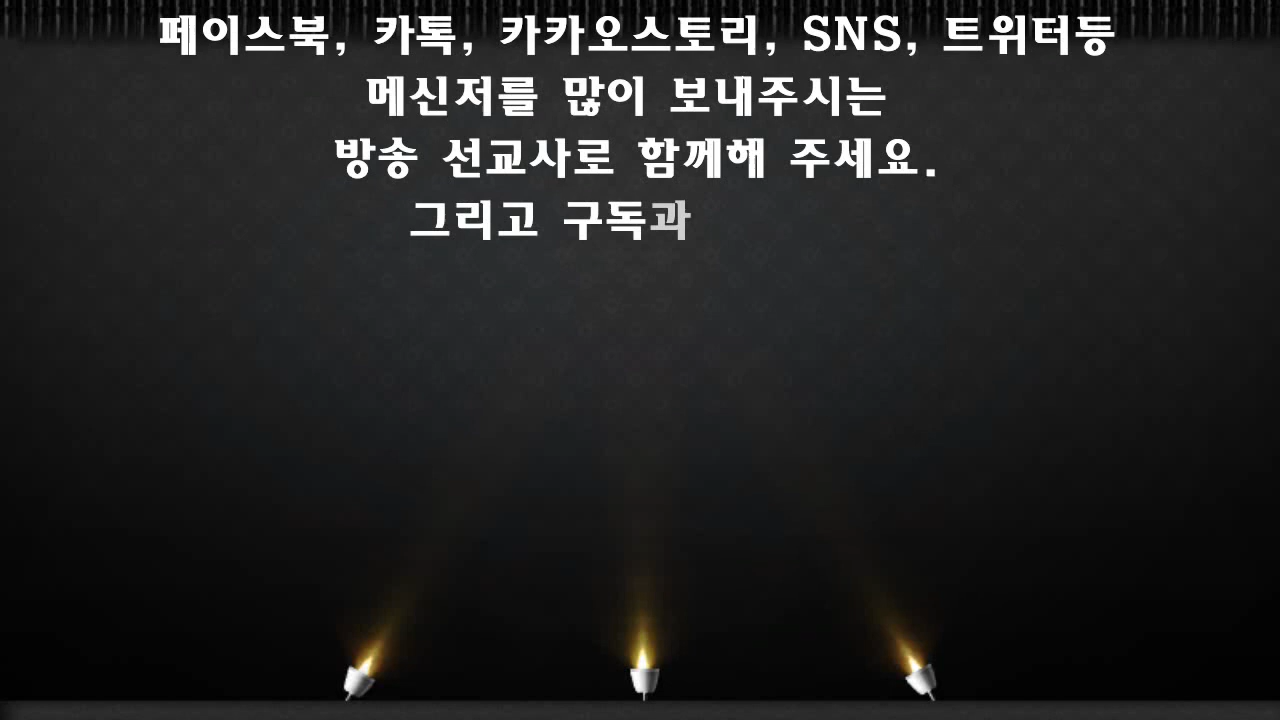 페이스북, 카톡, 카카오스토리, SNS, 트위터등
메신저를 많이 보내주시는
방송 선교사로 함께해 주세요.
그리고 구독과